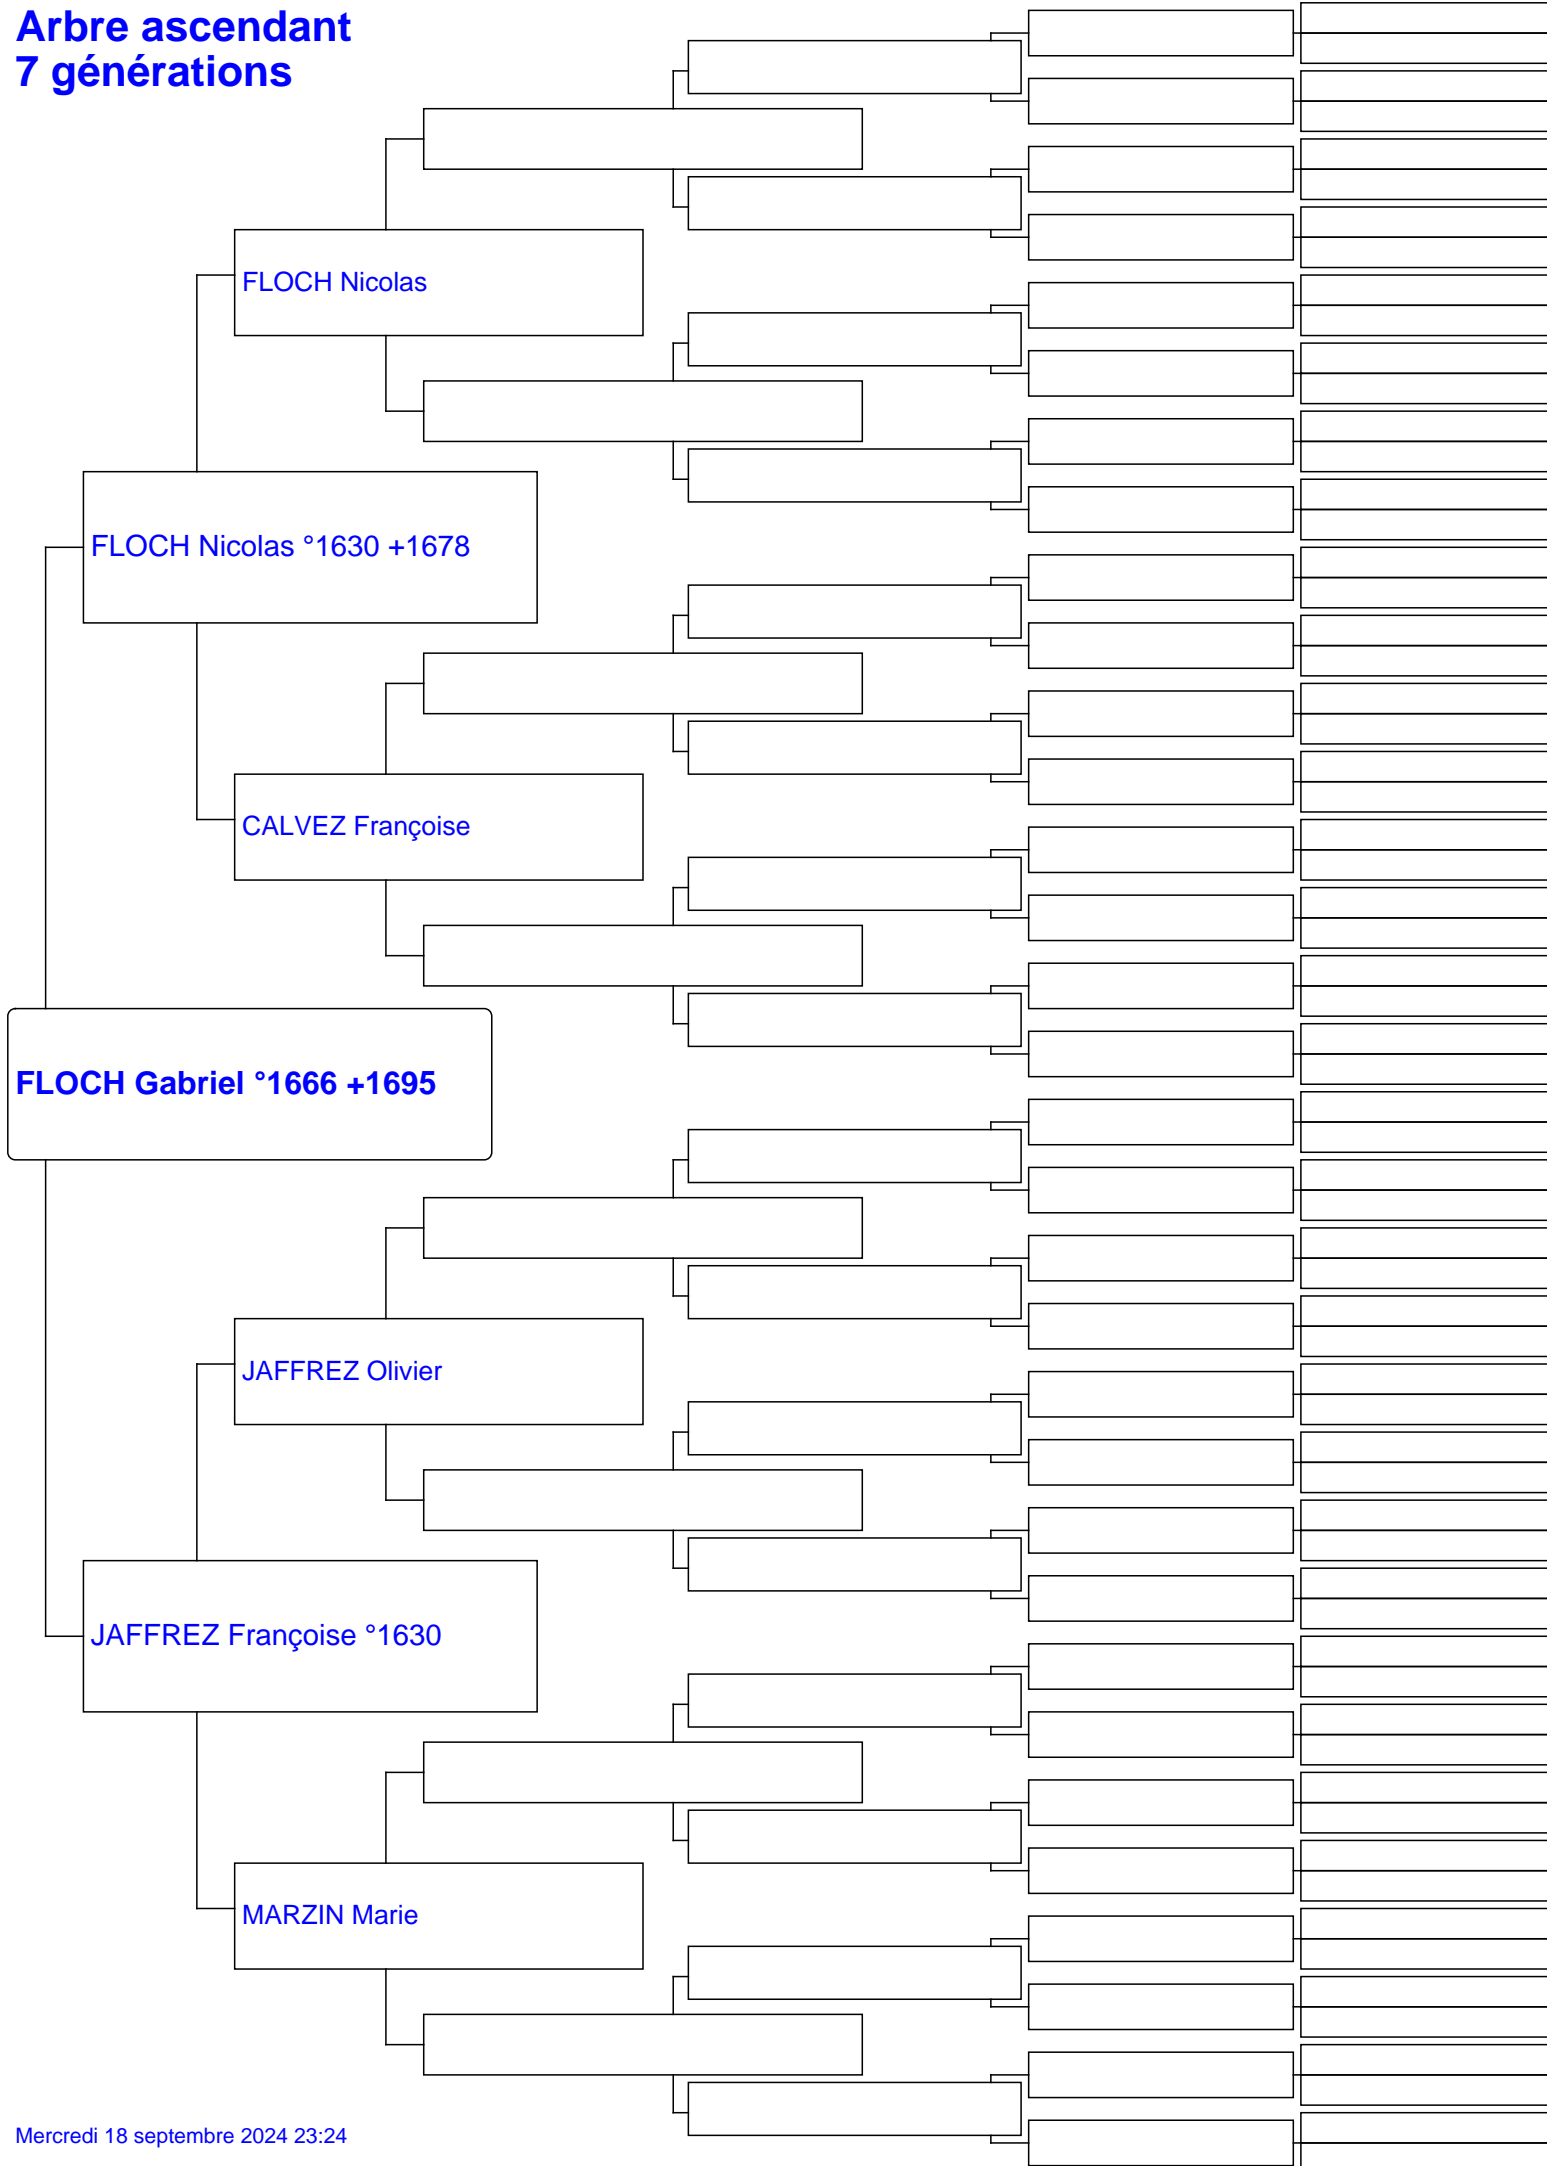 Arbre ascendant
7 générations
FLOCH Nicolas
FLOCH Nicolas °1630 +1678
CALVEZ Françoise
FLOCH Gabriel °1666 +1695
JAFFREZ Olivier
JAFFREZ Françoise °1630
MARZIN Marie
Mercredi 18 septembre 2024 23:24